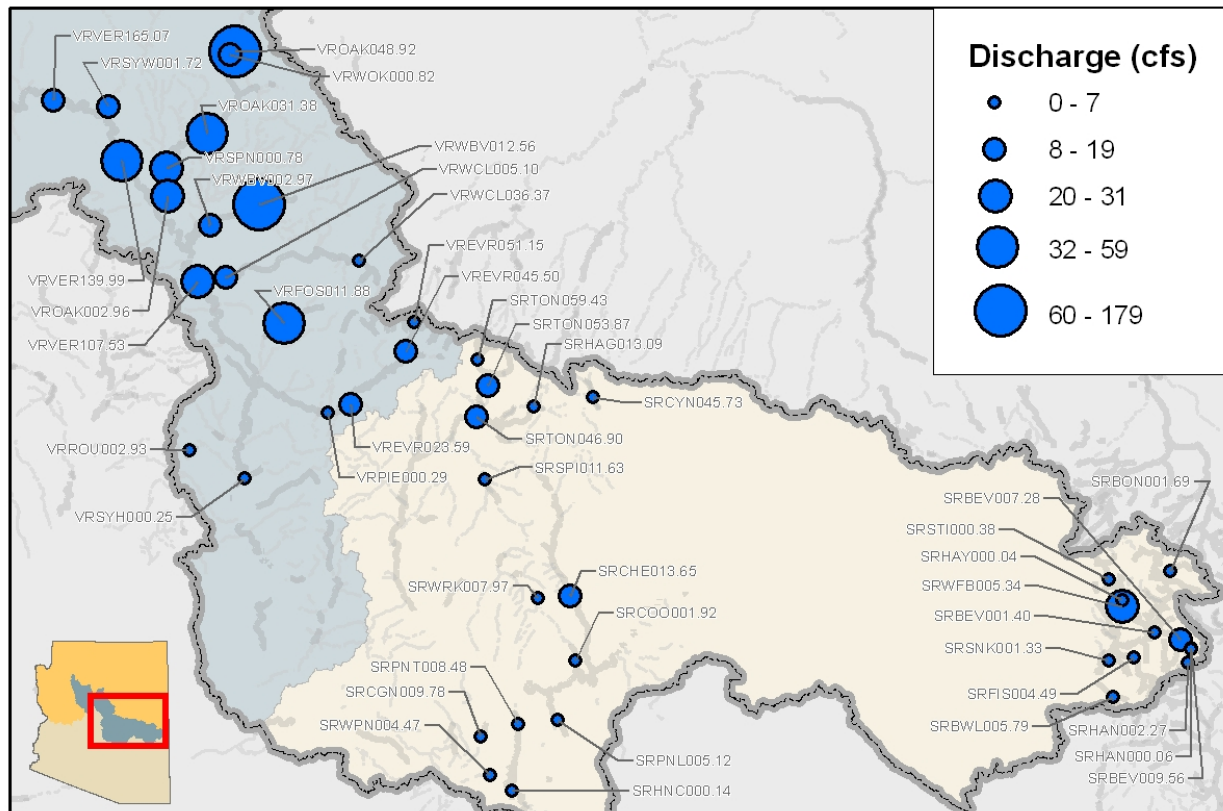 Discharge (cfs)
0 - 7
8 - 19
20 - 31
32 - 59
60 - 179
VRVER165.07
VRSYW001.72
VROAK048.92
VRWOK000.82
VROAK031.38
VRSPN000.78
VRWBV002.97
VRWBV012.56
VRWCL005.10
VRWCL036.37
VREVR051.15
VREVR045.50
VRVER139.99
VROAK002.96
VRVER107.53
VRFOS011.88
SRTON059.43
SRTON053.87
SRHAG013.09
SRCYN045.73
SRTON046.90
VREVR023.59
VRPIE000.29
VRROU002.93
VRSYH000.25
SRSPI011.63
SRBON001.69
SRBEV007.28
SRSTI000.38
SRHAY000.04
SRWFB005.34
SRBEV001.40
SRSNK001.33
SRFIS004.49
SRBWL005.79
SRHAN002.27
SRHAN000.06
SRBEV009.56
SRWRK007.97
SRCHE013.65
SRCOO001.92
SRPNT008.48
SRCGN009.78
SRWPN004.47
SRPNL005.12
SRHNC000.14